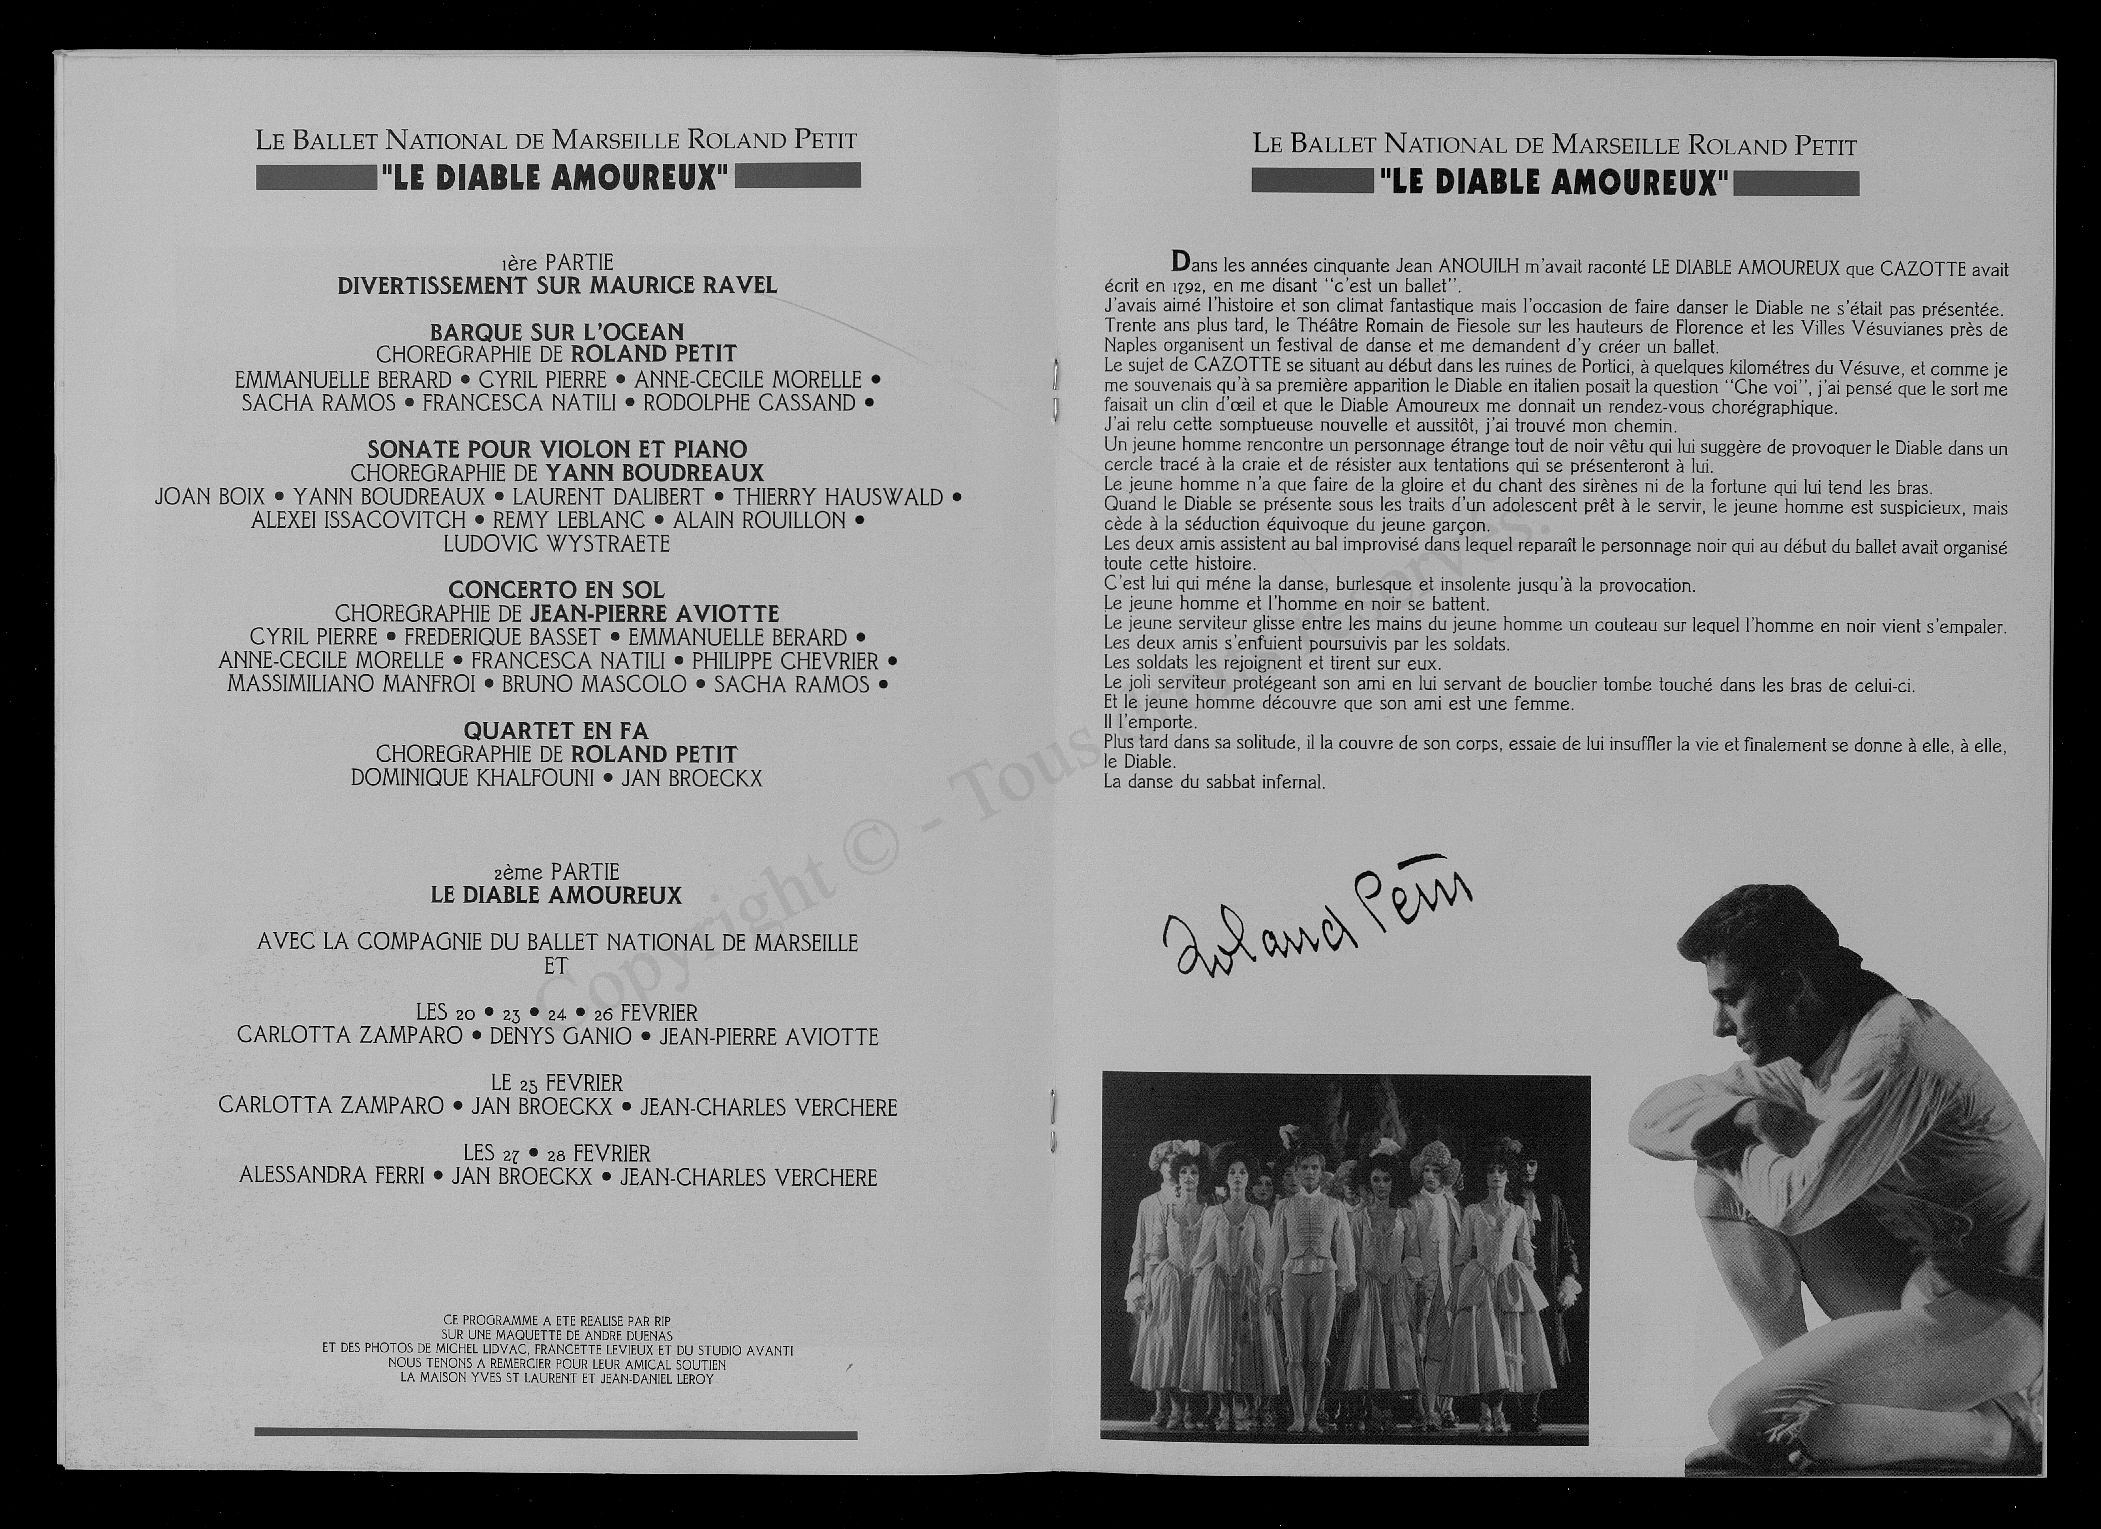 LE BALLET NATIONAL DE MARSEILLE ROLAND PETIT
"LE DIABLE AMOUREUX"
1ère PARTIE
DIVERTISSEMENT SUR MAURICE RAVEL
BARQUE SUR L'OCEAN
CHOREGRAPHIE DE ROLAND PETIT
EMMANUELLE BERARD • CYRIL PIERRE • ANNE-CECILE MORELLE •
SACHA RAMOS • FRANCESCA NATILI • RODOLPHE CASSAND •
SONATE POUR VIOLON ET PIANO
CHOREGRAPHIE DE YANN BOUDREAUX
JOAN BOIX • YANN BOUDREAUX • LAURENT DALIBERT • THIERRY HAUSWALD •
ALEXEI ISSACOVITCH • REMY LEBLANC • ALAIN ROUILLON •
LUDOVIC WYSTRAETE
CONCERTO EN SOL
CHOREGRAPHIE DE JEAN-PIERRE AVIOTTE
CYRIL PIERRE • FREDERIQUE BASSET • EMMANUELLE BERARD •
ANNE-CECILE MORELLE • FRANCESCA NATILI • PHILIPPE CHEVRIER •
MASSIMILIANO MANFROI • BRUNO MASCOLO • SACHA RAMOS •
QUARTET EN FA
CHOREGRAPHIE DE ROLAND PETIT
DOMINIQUE KHALFOUNI • JAN BROECKX
2ème PARTIE
LE DIABLE AMOUREUX
AVEC LA COMPAGNIE DU BALLET NATIONAL DE MARSEILLE
ET
LES 20 • 23 • 24 • 26 FEVRIER
CARLOTTA ZAMPARO • DENYS GANIO • JEAN-PIERRE AVIOTTE
LE 25 FEVRIER
CARLOTTA ZAMPARO • JAN BROECKX • JEAN-CHARLES VERCHERE
LES 27 • 28 FEVRIER
ALESSANDRA FERRI • JAN BROECKX • JEAN-CHARLES VERCHERE
CE PROGRAMME A ETE REALISE PAR RIP
SUR UNE MAQUETTE DE ANDRE DUENAS
ET DES PHOTOS DE MICHEL LIDVAC, FRANCETTE LEVIEUX ET DU STUDIO AVANTI
NOUS TENONS A REMERCIER POUR LEUR AMICAL SOUTIEN
LA MAISON YVES ST LAURENT ET JEAN-DANIEL LEROY
LE BALLET NATIONAL DE MARSEILLE ROLAND PETIT
"LE DIABLE AMOUREUX"
Dans les années cinquante Jean ANOUILH m'avait raconté LE DIABLE AMOUREUX que CAZOTTE avait
écrit en 1792, en me disant "c'est un ballet".
J'avais aimé l'histoire et son climat fantastique mais l'occasion de faire danser le Diable ne s'était pas présentée.
Trente ans plus tard, le Théâtre Romain de Fiesole sur les hauteurs de Florence et les Villes Vésuvianes près de
Naples organisent un festival de danse et me demandent d'y créer un ballet.
Le sujet de CAZOTTE se situant au début dans les ruines de Portici, à quelques kilométres du Vésuve, et comme je
me souvenais qu'à sa première apparition le Diable en italien posait la question "Che voi", j'ai pensé que le sort me
faisait un clin d'œil et que le Diable Amoureux me donnait un rendez-vous chorégraphique.
J'ai relu cette somptueuse nouvelle et aussitôt, j'ai trouvé mon chemin.
Un jeune homme rencontre un personnage étrange tout de noir vêtu qui lui suggère de provoquer le Diable dans un
cercle tracé à la craie et de résister aux tentations qui se présenteront à lui.
Le jeune homme n'a que faire de la gloire et du chant des sirènes ni de la fortune qui lui tend les bras.
Quand le Diable se présente sous les traits d'un adolescent prêt à le servir, le jeune homme est suspicieux, mais
cède à la séduction équivoque du jeune garçon.
Les deux amis assistent au bal improvisé dans lequel reparaît le personnage noir qui au début du ballet avait organisé
toute cette histoire.
C'est lui qui méne la danse, burlesque et insolente jusqu'à la provocation.
Le jeune homme et l'homme en noir se battent.
Le jeune serviteur glisse entre les mains du jeune homme un couteau sur lequel l'homme en noir vient s'empaler.
Les deux amis s'enfuient poursuivis par les soldats.
Les soldats les rejoignent et tirent sur eux.
Le joli serviteur protégeant son ami en lui servant de bouclier tombe touché dans les bras de celui-ci.
Et le jeune homme découvre que son ami est une femme.
Il l'emporte.
Plus tard dans sa solitude, il la couvre de son corps, essaie de lui insuffler la vie et finalement se donne à elle, à elle,
le Diable.
La danse du sabbat infernal.
Roland Petit
Copyright © - Tous droits réservés.